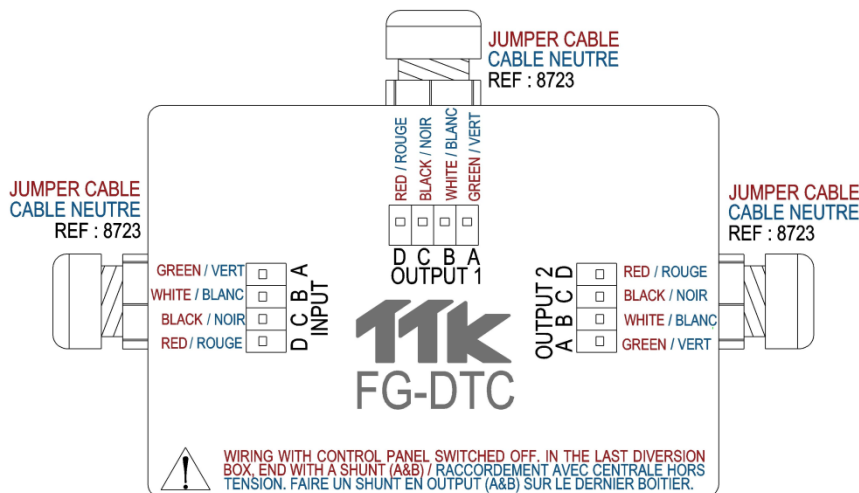 JUMPER CABLE
CABLE NEUTRE
REF : 8723
RED / ROUGE
BLACK / NOIR
WHITE / BLANC
GREEN / VERT
D C B A
OUTPUT 1
JUMPER CABLE
CABLE NEUTRE
REF : 8723
GREEN / VERT
WHITE / BLANC
BLACK / NOIR
RED / ROUGE
A
B
C
D
INPUT
JUMPER CABLE
CABLE NEUTRE
REF : 8723
OUTPUT 2
D
C
B
A
RED / ROUGE
BLACK / NOIR
WHITE / BLANC
GREEN / VERT
TTK
FG-DTC
WIRING WITH CONTROL PANEL SWITCHED OFF. IN THE LAST DIVERSION
BOX, END WITH A SHUNT (A&B) / RACCORDEMENT AVEC CENTRALE HORS
TENSION. FAIRE UN SHUNT EN OUTPUT (A&B) SUR LE DERNIER BOITIER.